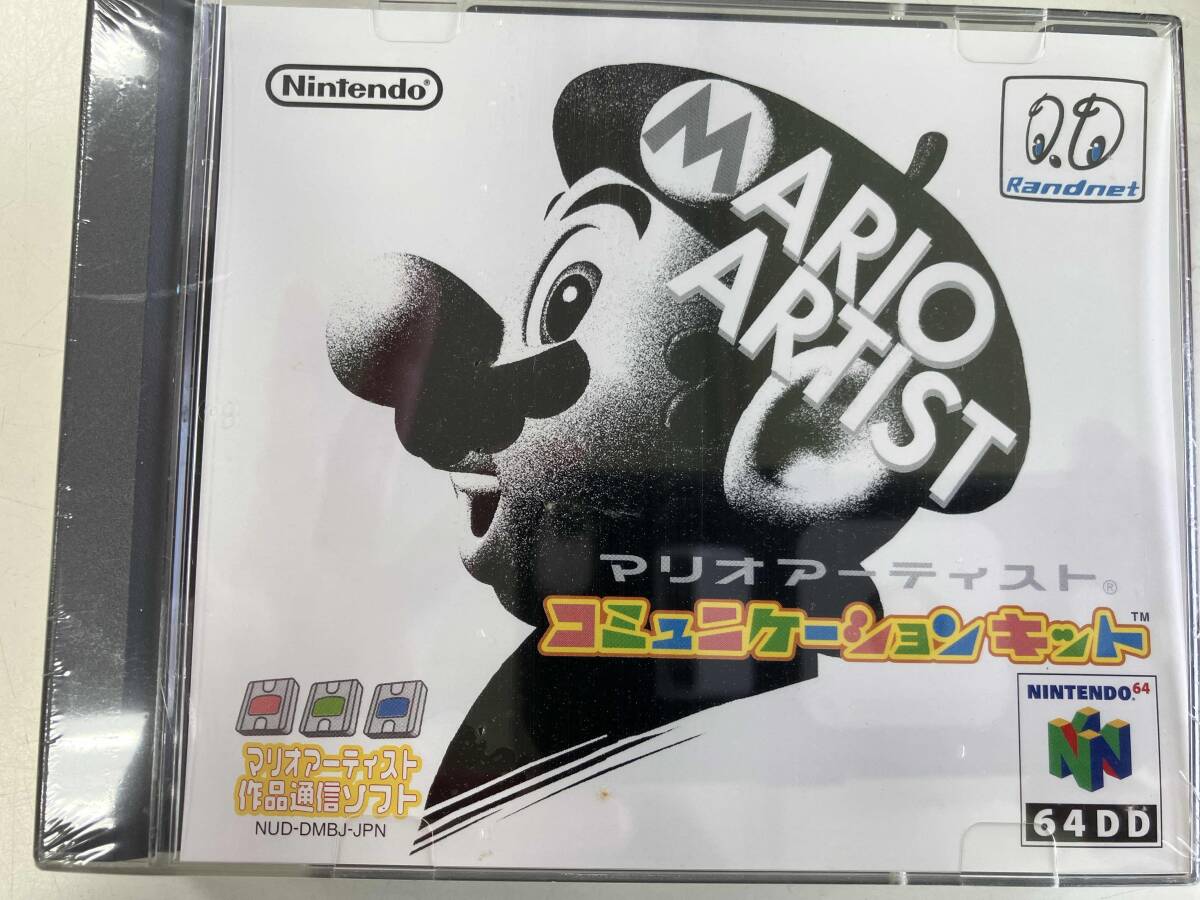 Nintendo®
Randnet
MARIO
ARTIST
マリオアーティスト®
コミュニケーションキット™
マリオアーティスト
作品通信ソフト
NUD-DMBJ-JPN
NINTENDO 64
64DD